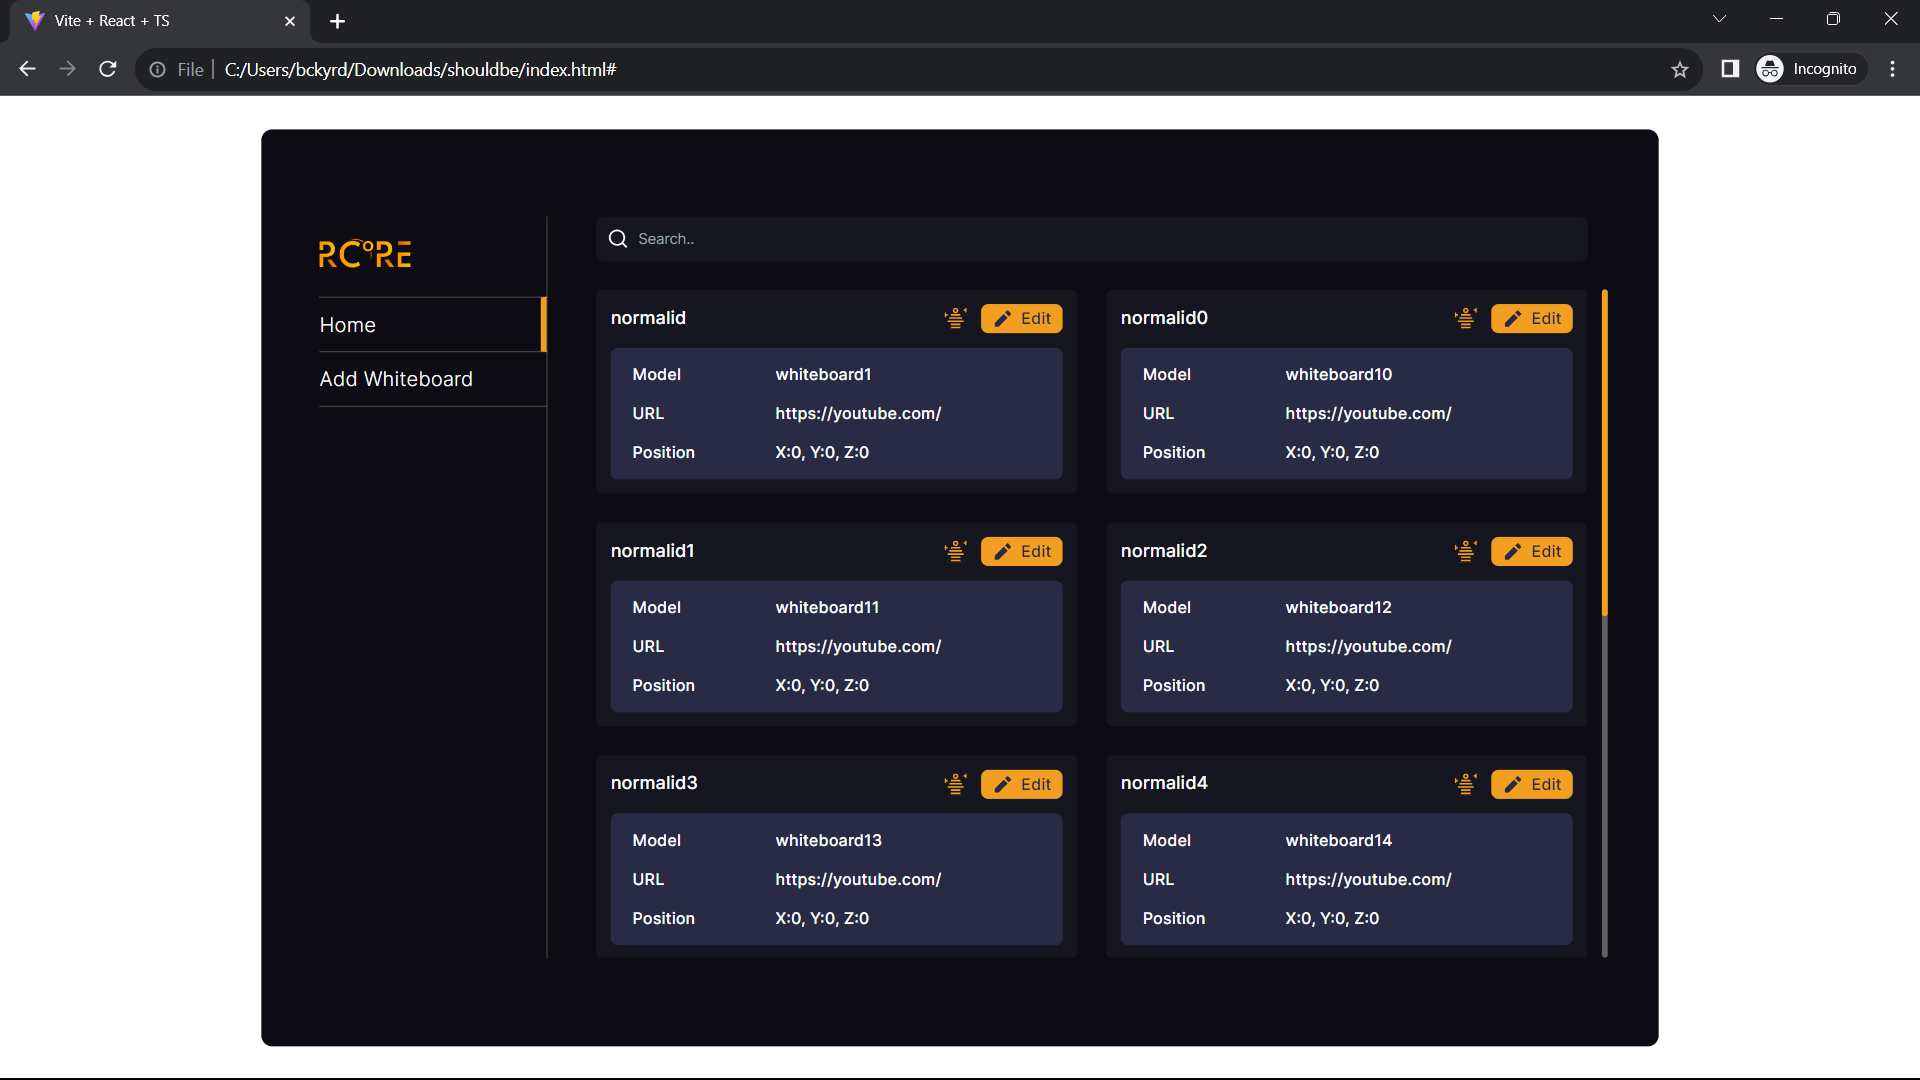 Vite + React + TS
File
C:/Users/bckyrd/Downloads/shouldbe/index.html#
Incognito
RCORE
Home
Add Whiteboard
Search..
normalid
Edit
Model whiteboard1
URL https://youtube.com/
Position X:0, Y:0, Z:0
normalid0
Edit
Model whiteboard10
URL https://youtube.com/
Position X:0, Y:0, Z:0
normalid1
Edit
Model whiteboard11
URL https://youtube.com/
Position X:0, Y:0, Z:0
normalid2
Edit
Model whiteboard12
URL https://youtube.com/
Position X:0, Y:0, Z:0
normalid3
Edit
Model whiteboard13
URL https://youtube.com/
Position X:0, Y:0, Z:0
normalid4
Edit
Model whiteboard14
URL https://youtube.com/
Position X:0, Y:0, Z:0